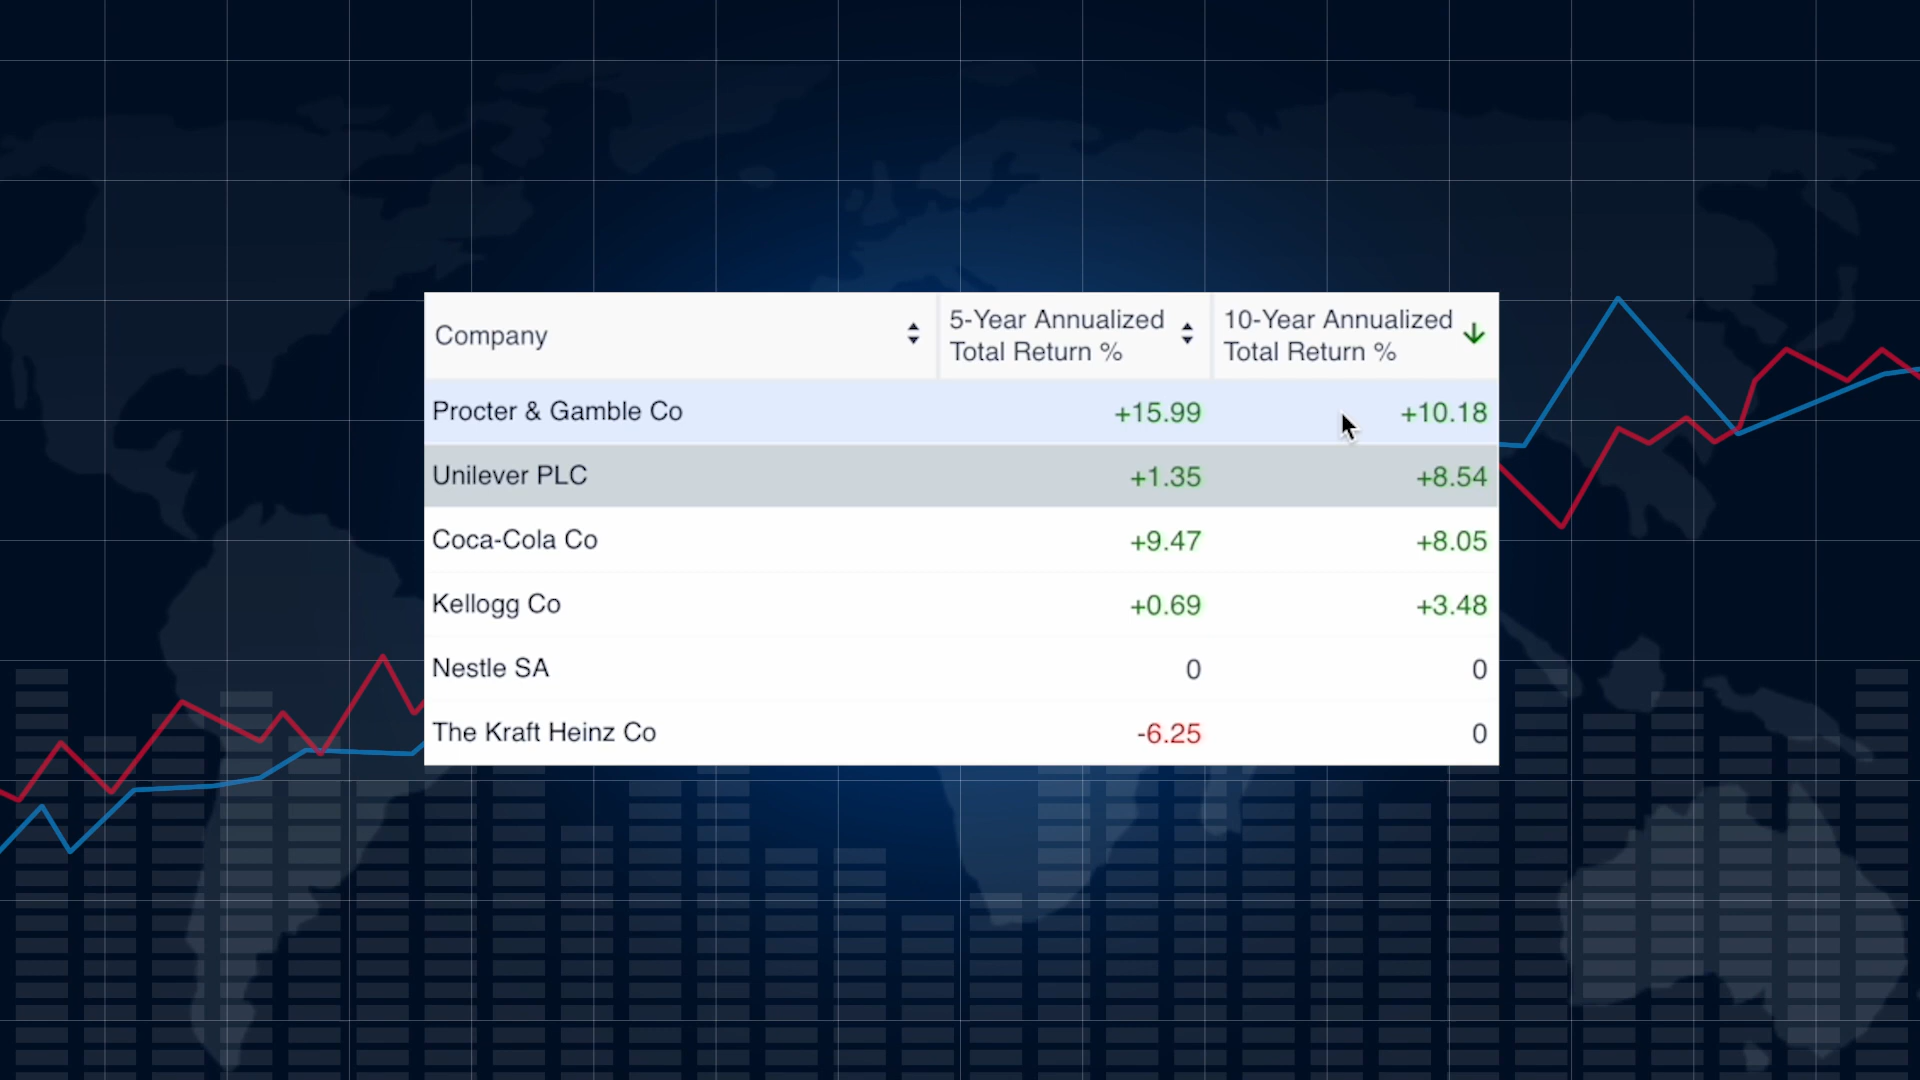 Company
5-Year Annualized
Total Return %
10-Year Annualized
Total Return %
Procter & Gamble Co +15.99 +10.18
Unilever PLC +1.35 +8.54
Coca-Cola Co +9.47 +8.05
Kellogg Co +0.69 +3.48
Nestle SA 0 0
The Kraft Heinz Co -6.25 0